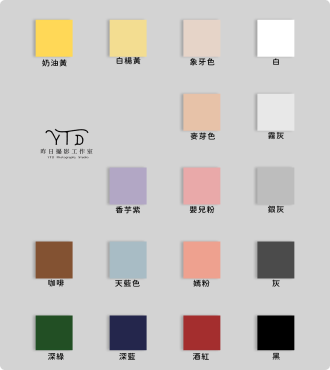 奶油黃
白楊黃
象牙色
白
麥芽色
霧灰
YTD
昨日攝影工作室
YTD Photography Studio
香芋紫
嬰兒粉
銀灰
咖啡
天藍色
嫣粉
灰
深綠
深藍
酒紅
黑